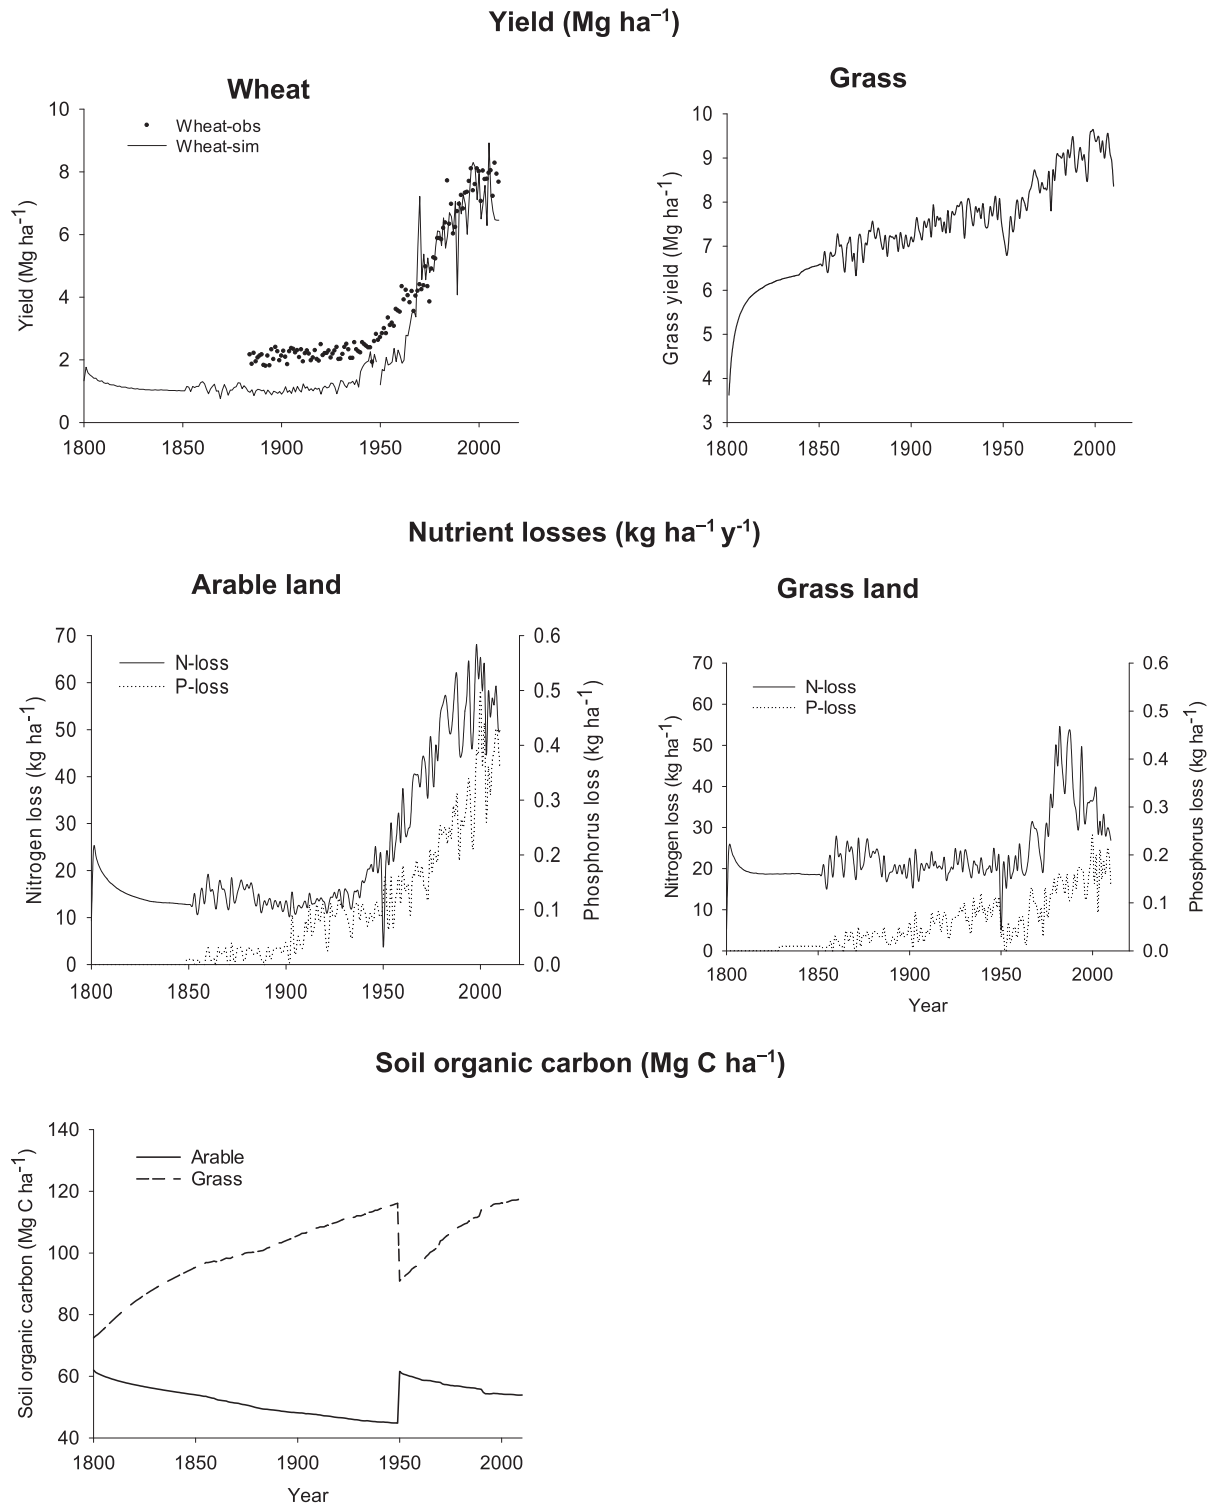 Yield (Mg ha–1)
Wheat
Grass
Wheat-obs
Wheat-sim
Yield (Mg ha-1)
10
8
6
4
2
0
1800 1850 1900 1950 2000
Grass yield (Mg ha-1)
10
9
8
7
6
5
4
3
1800 1850 1900 1950 2000
Nutrient losses (kg ha–1 y-1)
Arable land
Grass land
N-loss
P-loss
Nitrogen loss (kg ha-1)
70
60
50
40
30
20
10
0
0.6
0.5
0.4
0.3
0.2
0.1
0.0
Phosphorus loss (kg ha-1)
1800 1850 1900 1950 2000
N-loss
P-loss
Nitrogen loss (kg ha-1)
70
60
50
40
30
20
10
0
0.6
0.5
0.4
0.3
0.2
0.1
0.0
Phosphorus loss (kg ha-1)
1800 1850 1900 1950 2000
Year
Soil organic carbon (Mg C ha–1)
Arable
Grass
Soil organic carbon (Mg C ha-1)
140
120
100
80
60
40
1800 1850 1900 1950 2000
Year